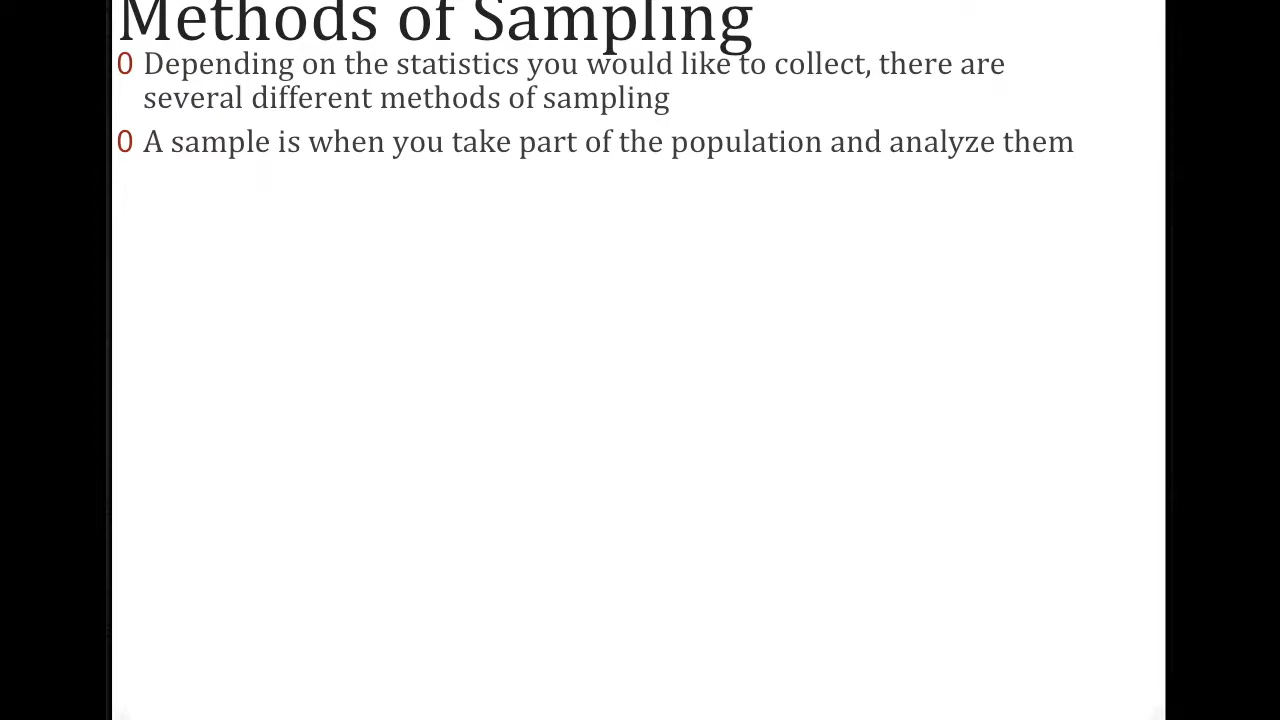 Methods of Sampling
0 Depending on the statistics you would like to collect, there are
several different methods of sampling
0 A sample is when you take part of the population and analyze them